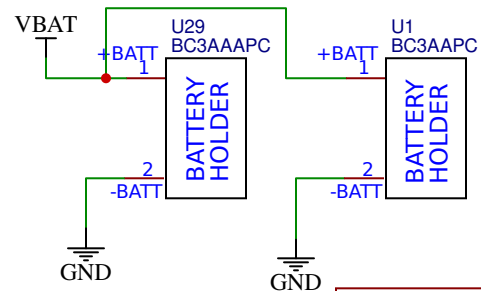 VBAT
U29
BC3AAAPC
+BATT
1
BATTERY
HOLDER
2
-BATT
GND
U1
BC3AAAPC
+BATT
1
BATTERY
HOLDER
2
-BATT
GND